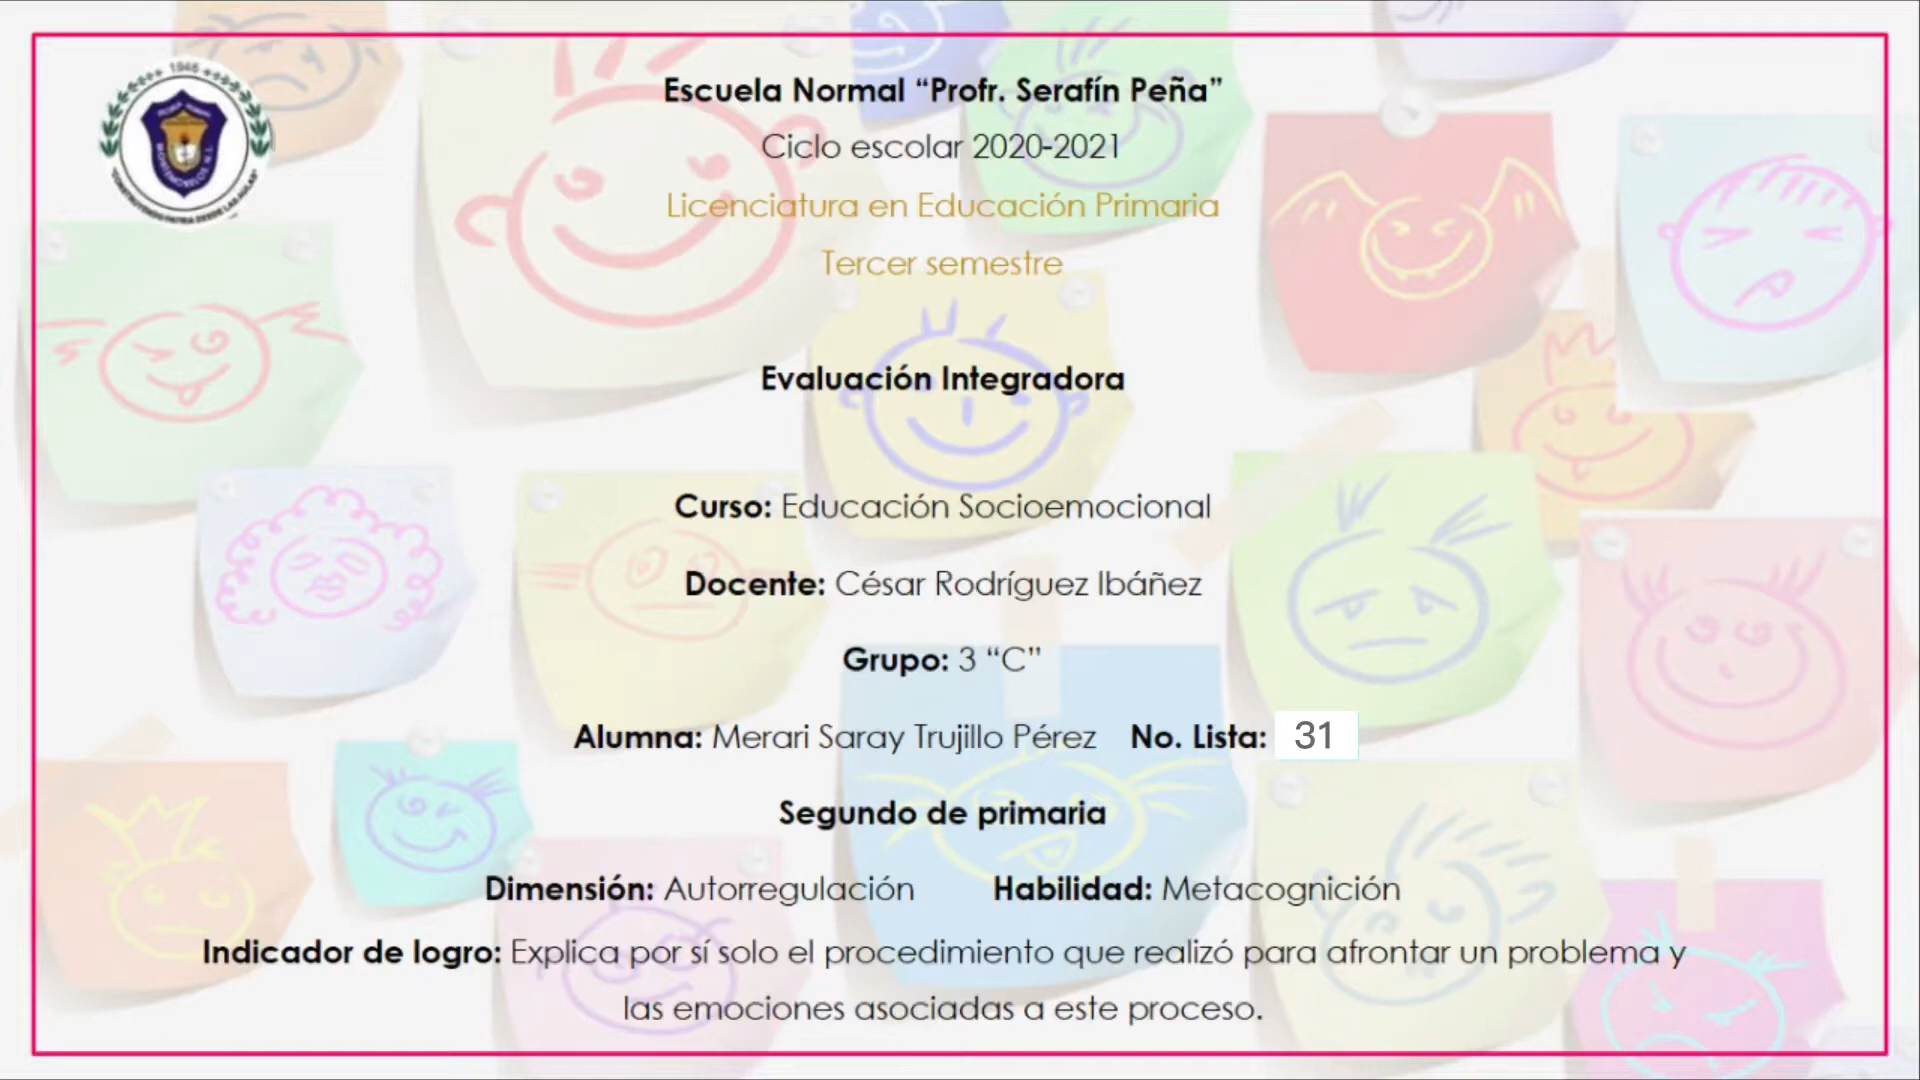 1946
Escuela Normal “Profr. Serafín Peña”
Ciclo escolar 2020-2021
Licenciatura en Educación Primaria
Tercer semestre
Evaluación Integradora
Curso: Educación Socioemocional
Docente: César Rodríguez Ibáñez
Grupo: 3 “C”
Alumna: Merari Saray Trujillo Pérez No. Lista: 31
Segundo de primaria
Dimensión: Autorregulación Habilidad: Metacognición
Indicador de logro: Explica por sí solo el procedimiento que realizó para afrontar un problema y
las emociones asociadas a este proceso.